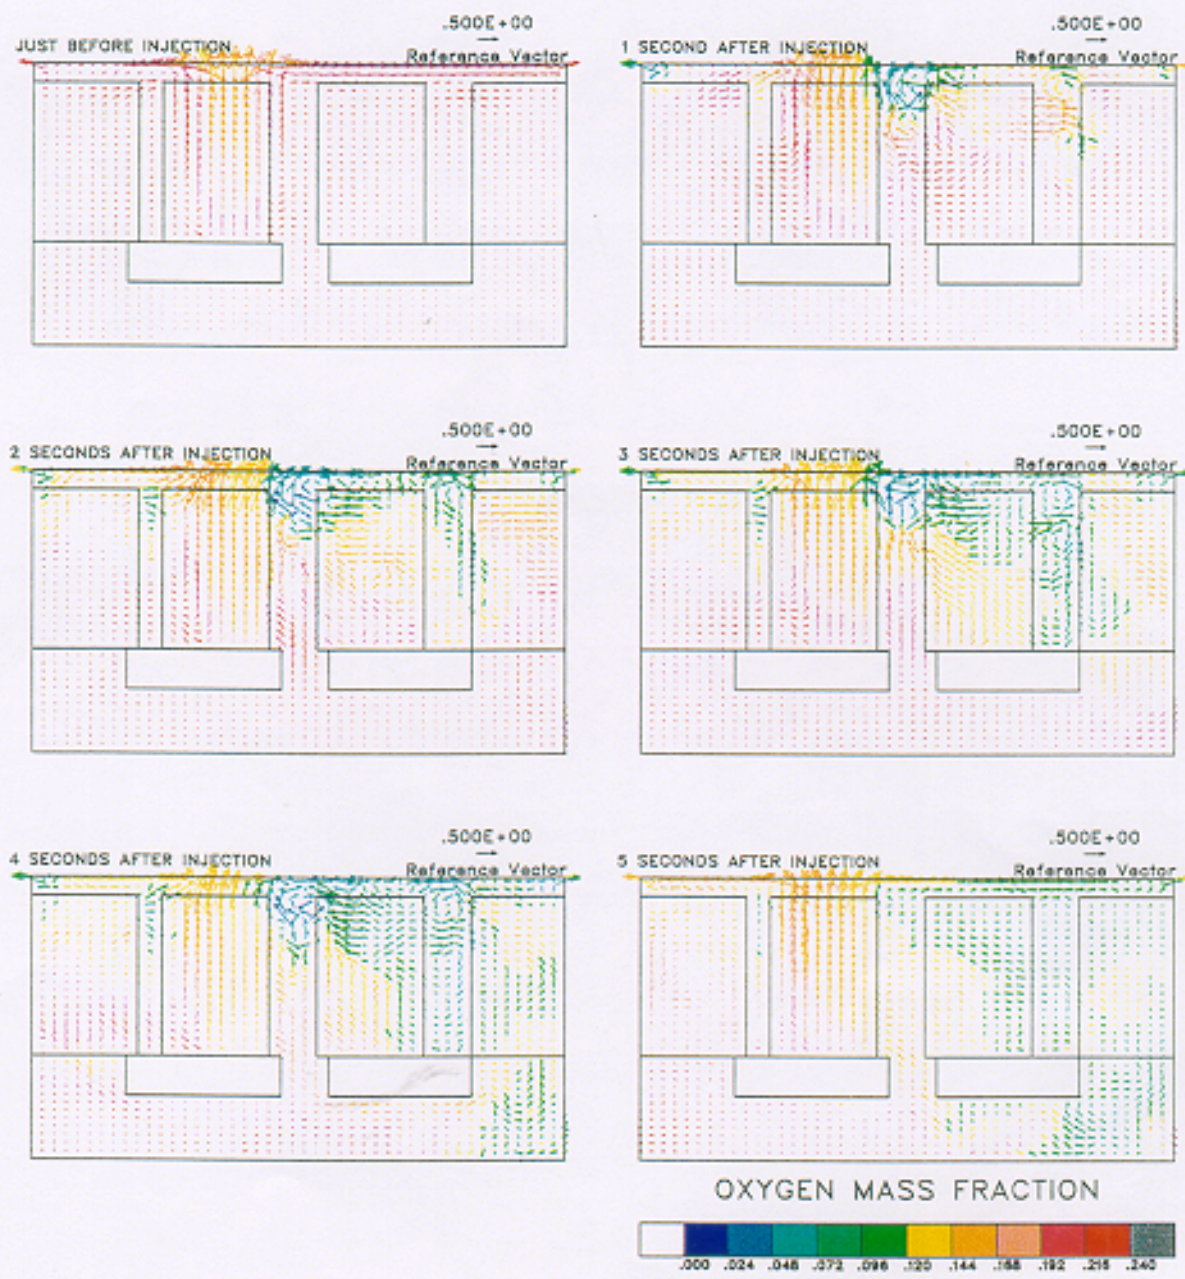 .500E+00
JUST BEFORE INJECTION
Reference Vector
.500E+00
1 SECOND AFTER INJECTION
Reference Vector
.500E+00
2 SECONDS AFTER INJECTION
Reference Vector
.500E+00
3 SECONDS AFTER INJECTION
Reference Vector
.500E+00
4 SECONDS AFTER INJECTION
Reference Vector
.500E+00
5 SECONDS AFTER INJECTION
Reference Vector
OXYGEN MASS FRACTION
.000 .024 .048 .072 .096 .120 .144 .168 .192 .216 .240